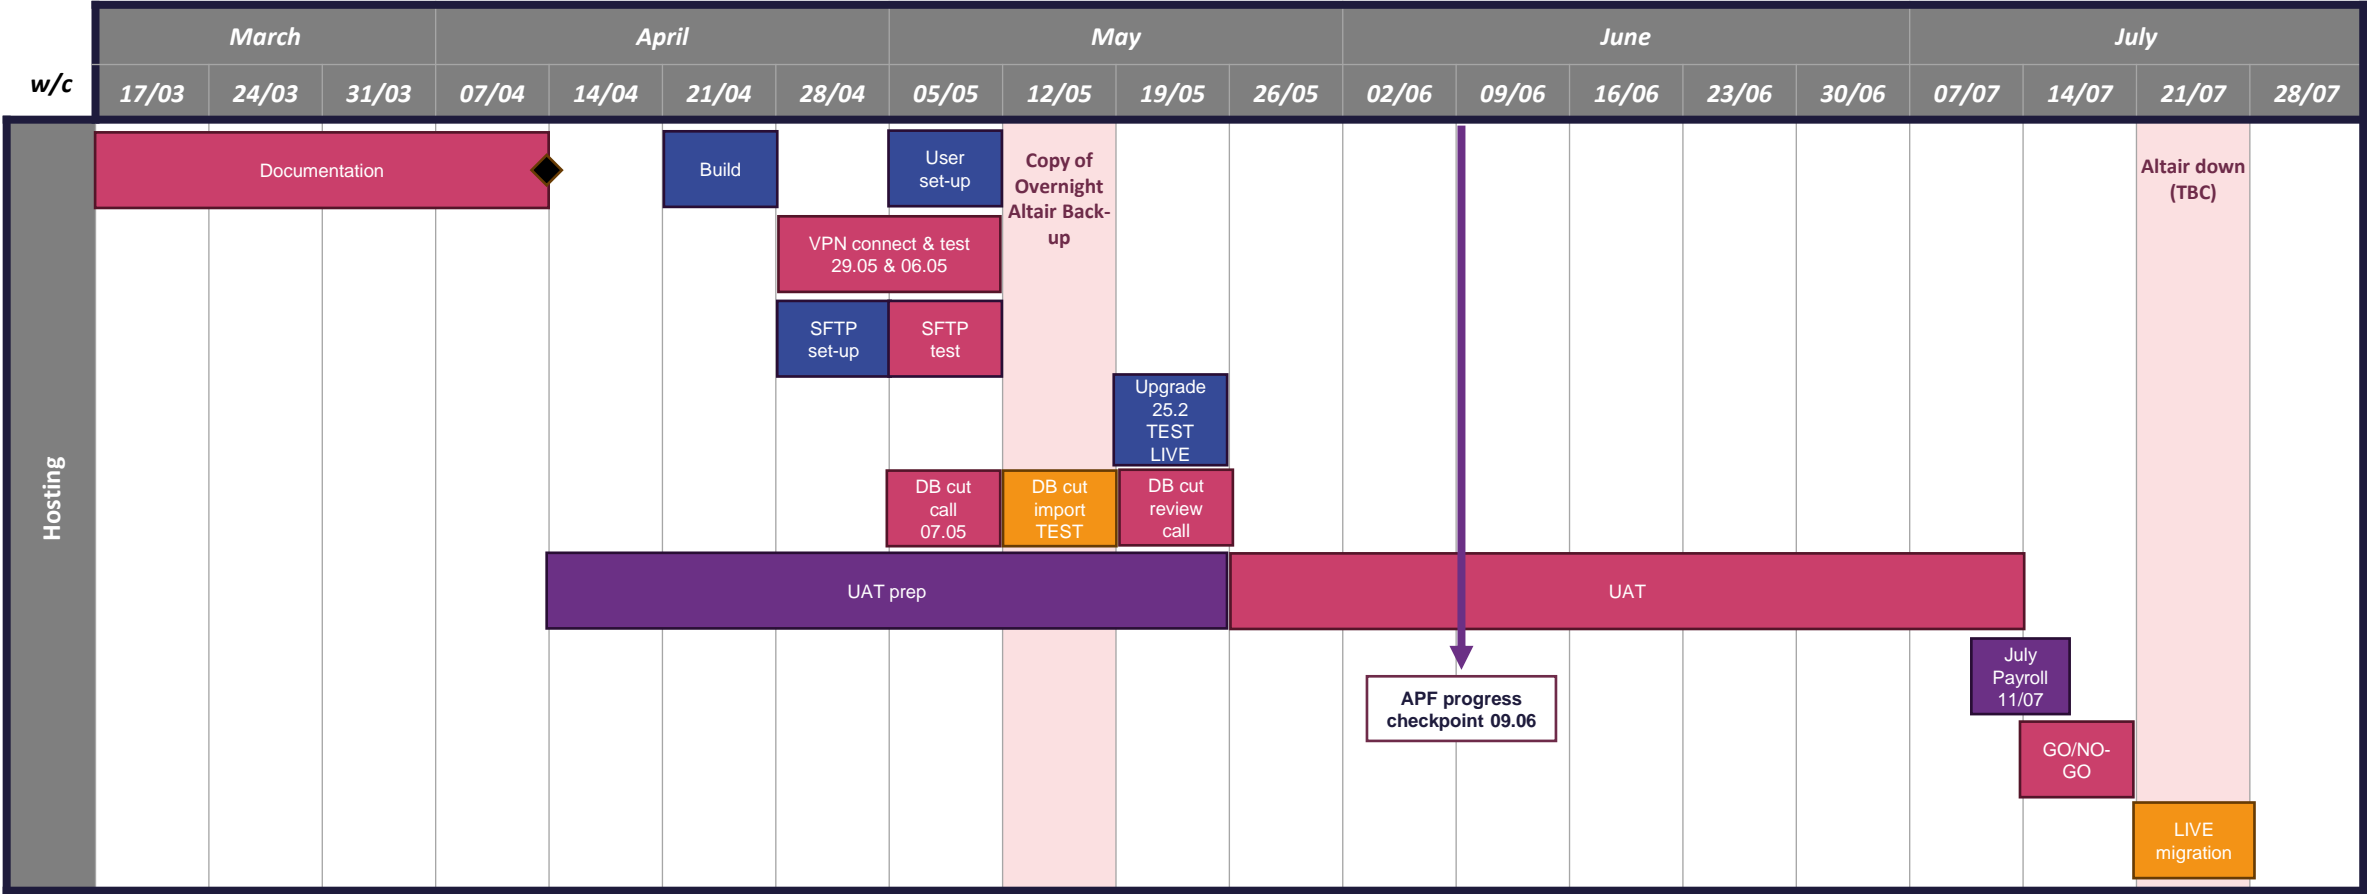 March April May June July
w/c 17/03 24/03 31/03 07/04 14/04 21/04 28/04 05/05 12/05 19/05 26/05 02/06 09/06 16/06 23/06 30/06 07/07 14/07 21/07 28/07
Hosting
Documentation
Build
User
set-up
Copy of
Overnight
Altair Back-
up
Altair down
(TBC)
VPN connect & test
29.05 & 06.05
SFTP
set-up
SFTP
test
Upgrade
25.2
TEST
LIVE
DB cut
call
07.05
DB cut
import
TEST
DB cut
review
call
UAT prep
UAT
July
Payroll
11/07
APF progress
checkpoint 09.06
GO/NO-
GO
LIVE
migration